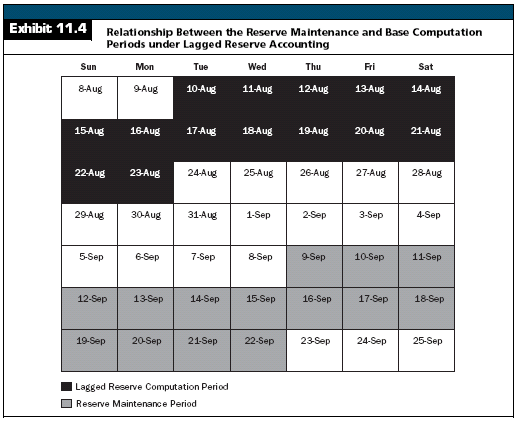 Exhibit 11.4
Relationship Between the Reserve Maintenance and Base Computation
Periods under Lagged Reserve Accounting
Sun Mon Tue Wed Thu Fri Sat
8-Aug 9-Aug 10-Aug 11-Aug 12-Aug 13-Aug 14-Aug
15-Aug 16-Aug 17-Aug 18-Aug 19-Aug 20-Aug 21-Aug
22-Aug 23-Aug 24-Aug 25-Aug 26-Aug 27-Aug 28-Aug
29-Aug 30-Aug 31-Aug 1-Sep 2-Sep 3-Sep 4-Sep
5-Sep 6-Sep 7-Sep 8-Sep 9-Sep 10-Sep 11-Sep
12-Sep 13-Sep 14-Sep 15-Sep 16-Sep 17-Sep 18-Sep
19-Sep 20-Sep 21-Sep 22-Sep 23-Sep 24-Sep 25-Sep
Lagged Reserve Computation Period
Reserve Maintenance Period